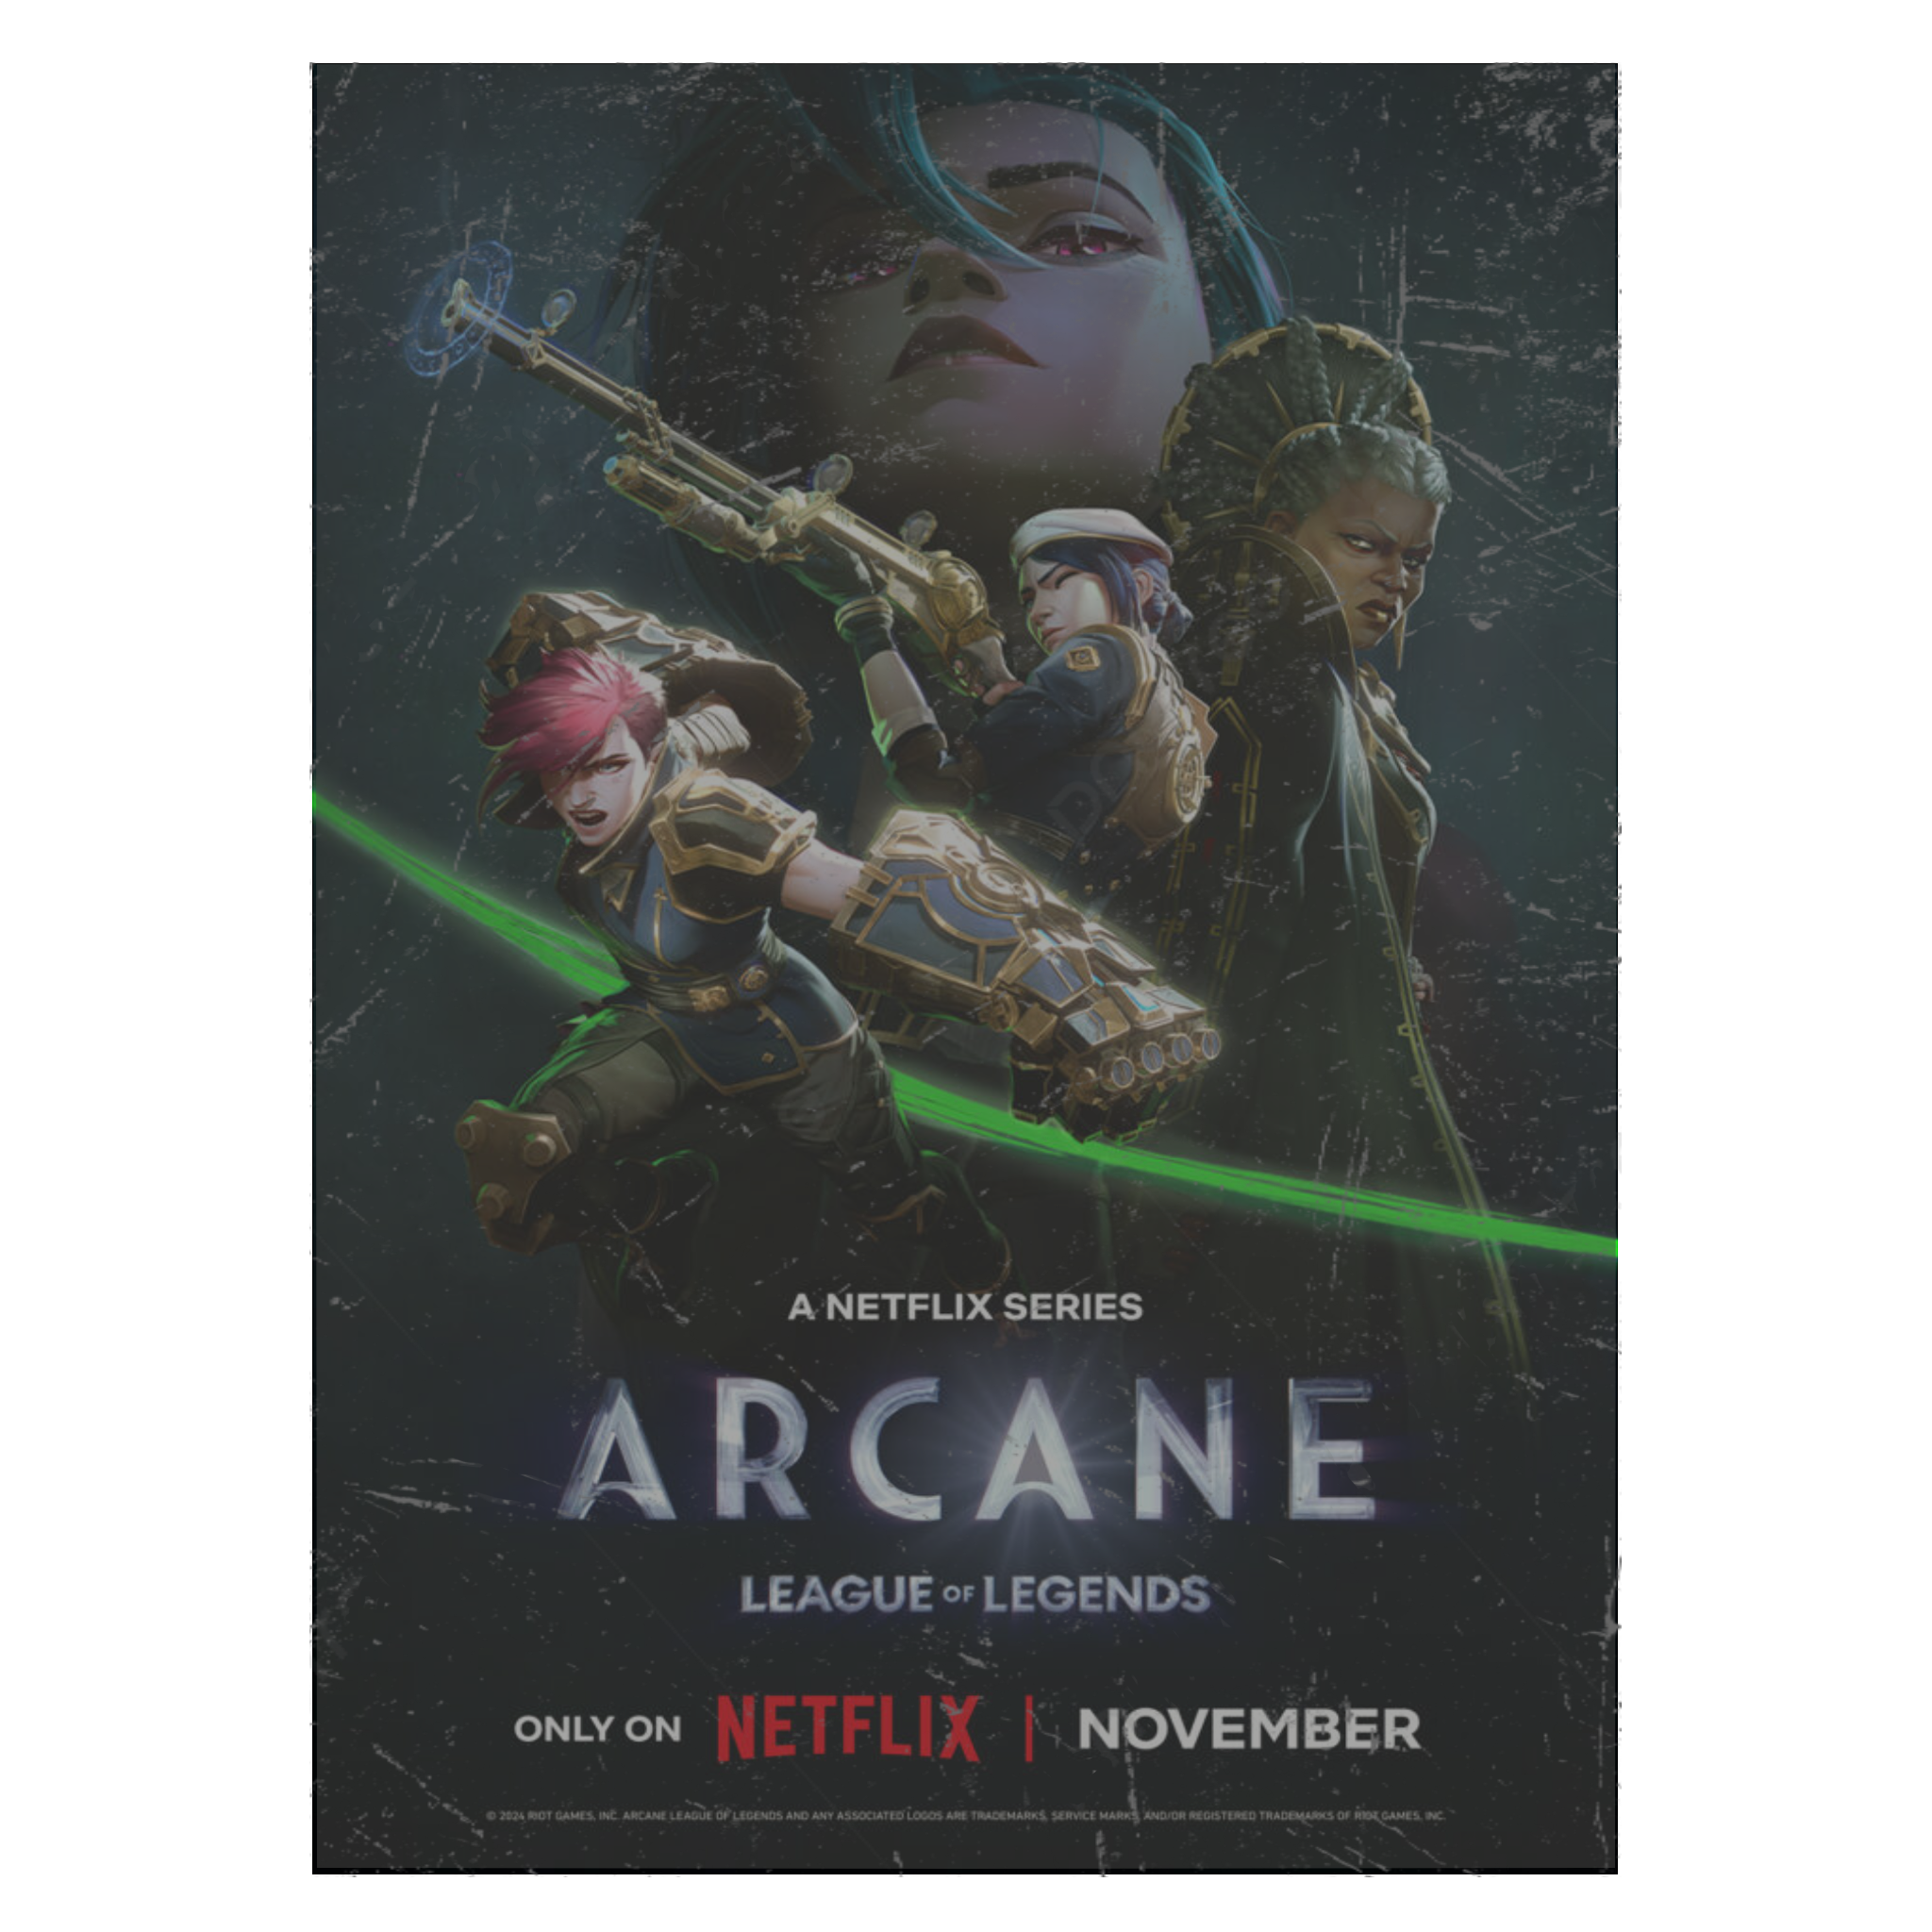 A NETFLIX SERIES
ARCANE
LEAGUE OF LEGENDS
ONLY ON NETFLIX | NOVEMBER
© 2024 RIOT GAMES, INC. ARCANE LEAGUE OF LEGENDS AND ANY ASSOCIATED LOGOS ARE TRADEMARKS, SERVICE MARKS, AND/OR REGISTERED TRADEMARKS OF RIOT GAMES, INC.